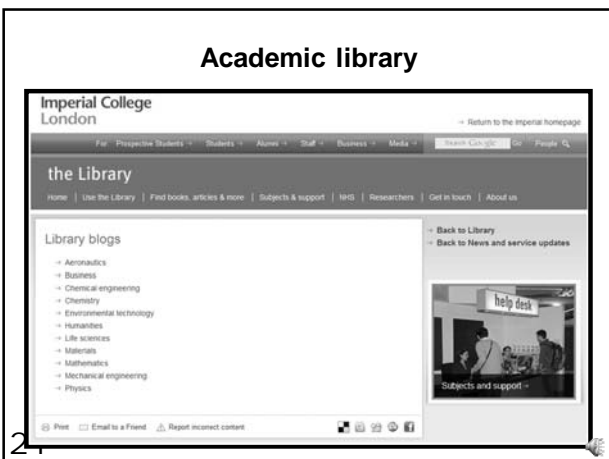 Academic library
Imperial College
London
→ Return to the Imperial homepage
For: Prospective Students → Students → Alumni → Staff → Business → Media → Search Google Go People
the Library
Home | Use the Library | Find books, articles & more | Subjects & support | NHS | Researchers | Get in touch | About us
Library blogs
→ Aeronautics
→ Business
→ Chemical engineering
→ Chemistry
→ Environmental technology
→ Humanities
→ Life sciences
→ Materials
→ Mathematics
→ Mechanical engineering
→ Physics
→ Back to Library
→ Back to News and service updates
help desk
Subjects and support →
Print Email to a Friend Report incorrect content